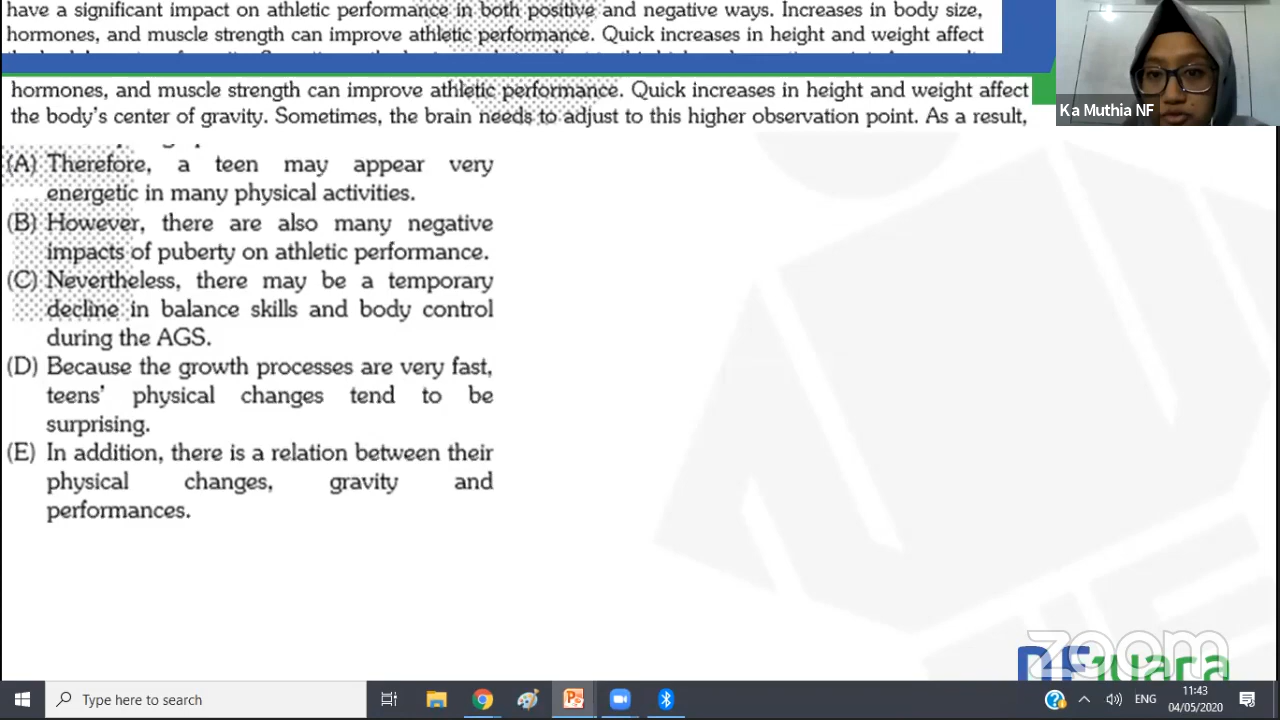 have a significant impact on athletic performance in both positive and negative ways. Increases in body size,
hormones, and muscle strength can improve athletic performance. Quick increases in height and weight affect
hormones, and muscle strength can improve athletic performance. Quick increases in height and weight affect
the body's center of gravity. Sometimes, the brain needs to adjust to this higher observation point. As a result,
Ka Muthia NF
(A) Therefore, a teen may appear very
energetic in many physical activities.
(B) However, there are also many negative
impacts of puberty on athletic performance.
(C) Nevertheless, there may be a temporary
decline in balance skills and body control
during the AGS.
(D) Because the growth processes are very fast,
teens' physical changes tend to be
surprising.
(E) In addition, there is a relation between their
physical changes, gravity and
performances.
zoom
Type here to search
ENG
11:43
04/05/2020